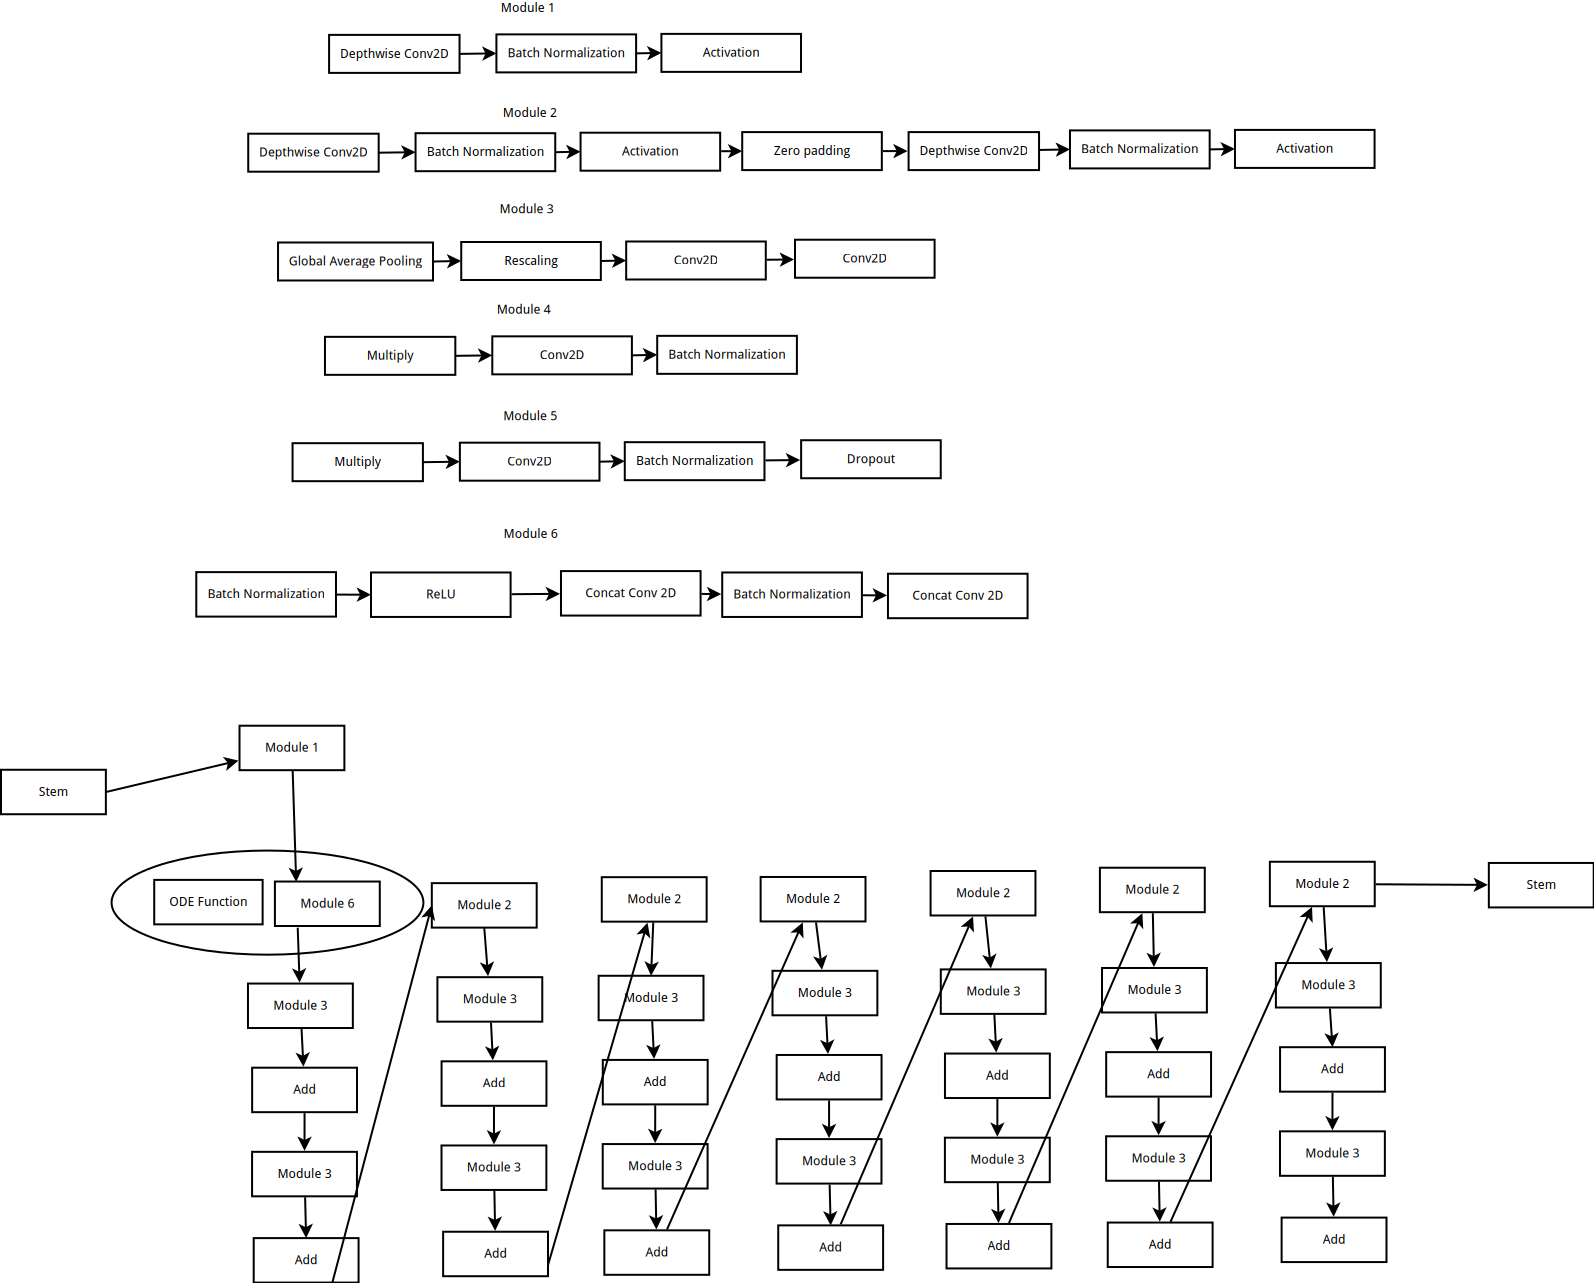 Module 1
Depthwise Conv2D
Batch Normalization
Activation
Module 2
Depthwise Conv2D
Batch Normalization
Activation
Zero padding
Depthwise Conv2D
Batch Normalization
Activation
Module 3
Global Average Pooling
Rescaling
Conv2D
Conv2D
Module 4
Multiply
Conv2D
Batch Normalization
Module 5
Multiply
Conv2D
Batch Normalization
Dropout
Module 6
Batch Normalization
ReLU
Concat Conv 2D
Batch Normalization
Concat Conv 2D
Stem
Module 1
ODE Function
Module 6
Module 3
Add
Module 3
Add
Module 2
Module 3
Add
Module 3
Add
Module 2
Module 3
Add
Module 3
Add
Module 2
Module 3
Add
Module 3
Add
Module 2
Module 3
Add
Module 3
Add
Module 2
Module 3
Add
Module 3
Add
Module 2
Module 3
Add
Module 3
Add
Stem